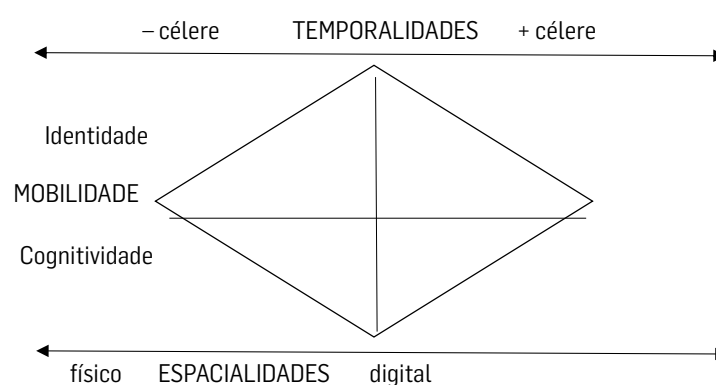 – célere TEMPORALIDADES + célere
Identidade
MOBILIDADE
Cognitividade
físico ESPACIALIDADES digital